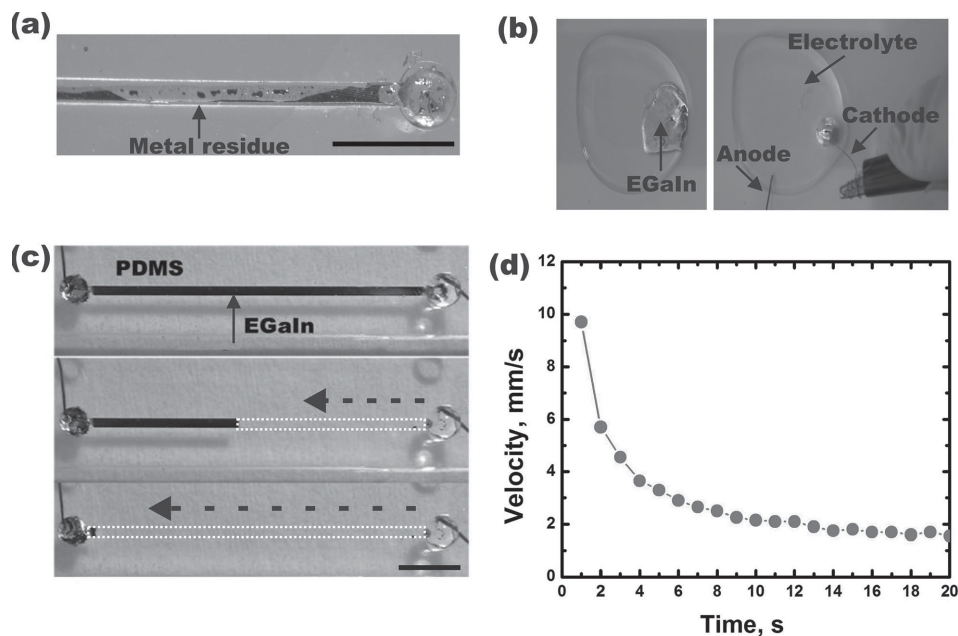 (a)
Metal residue
(b)
Electrolyte
Cathode
Anode
EGaIn
(c)
PDMS
EGaIn
(d)
12
10
8
6
4
2
0
0 2 4 6 8 10 12 14 16 18 20
Velocity, mm/s
Time, s